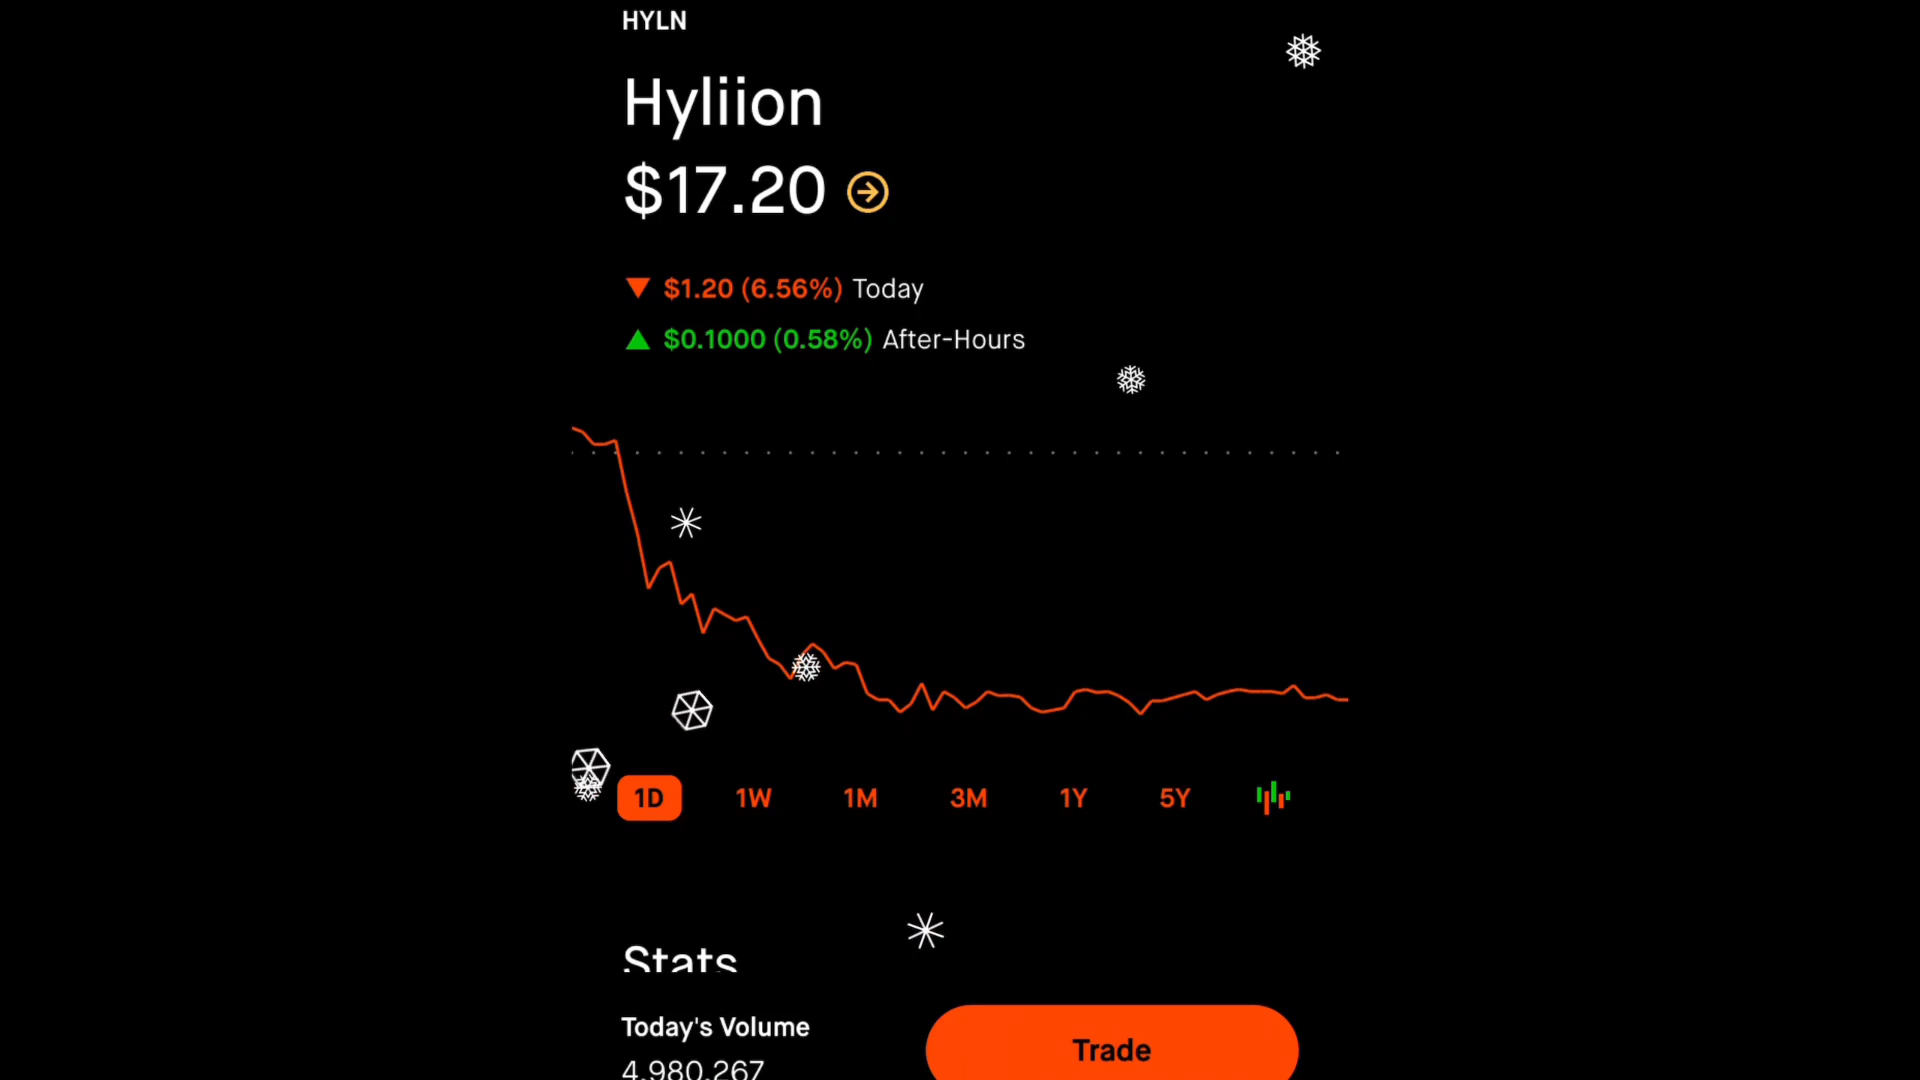 HYLN
Hyliion
$17.20
$1.20 (6.56%) Today
$0.1000 (0.58%) After-Hours
1D 1W 1M 3M 1Y 5Y
Stats
Today's Volume
4,980,267
Trade